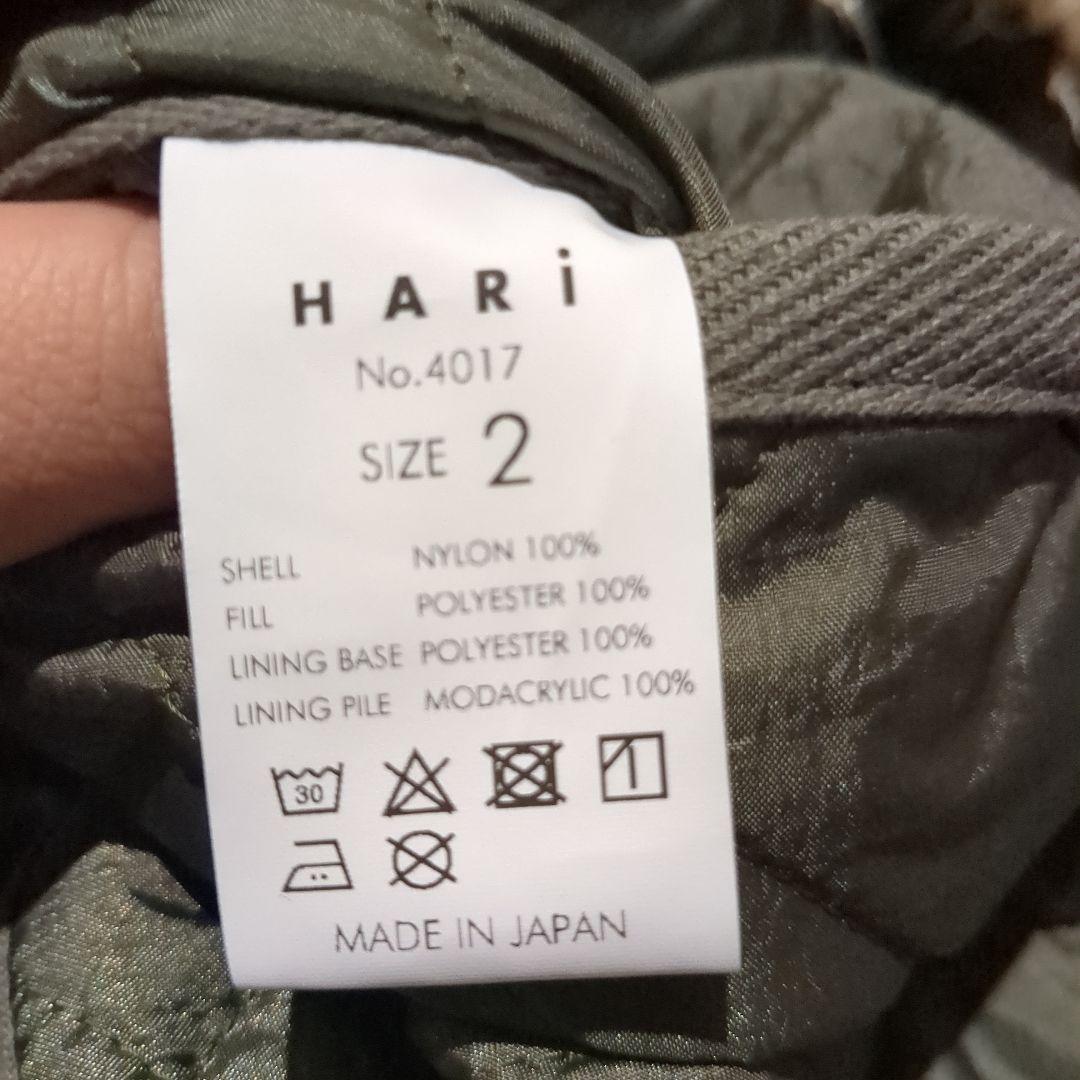 HARi
No.4017
SIZE 2
SHELL NYLON 100%
FILL POLYESTER 100%
LINING BASE POLYESTER 100%
LINING PILE MODACRYLIC 100%
30
MADE IN JAPAN